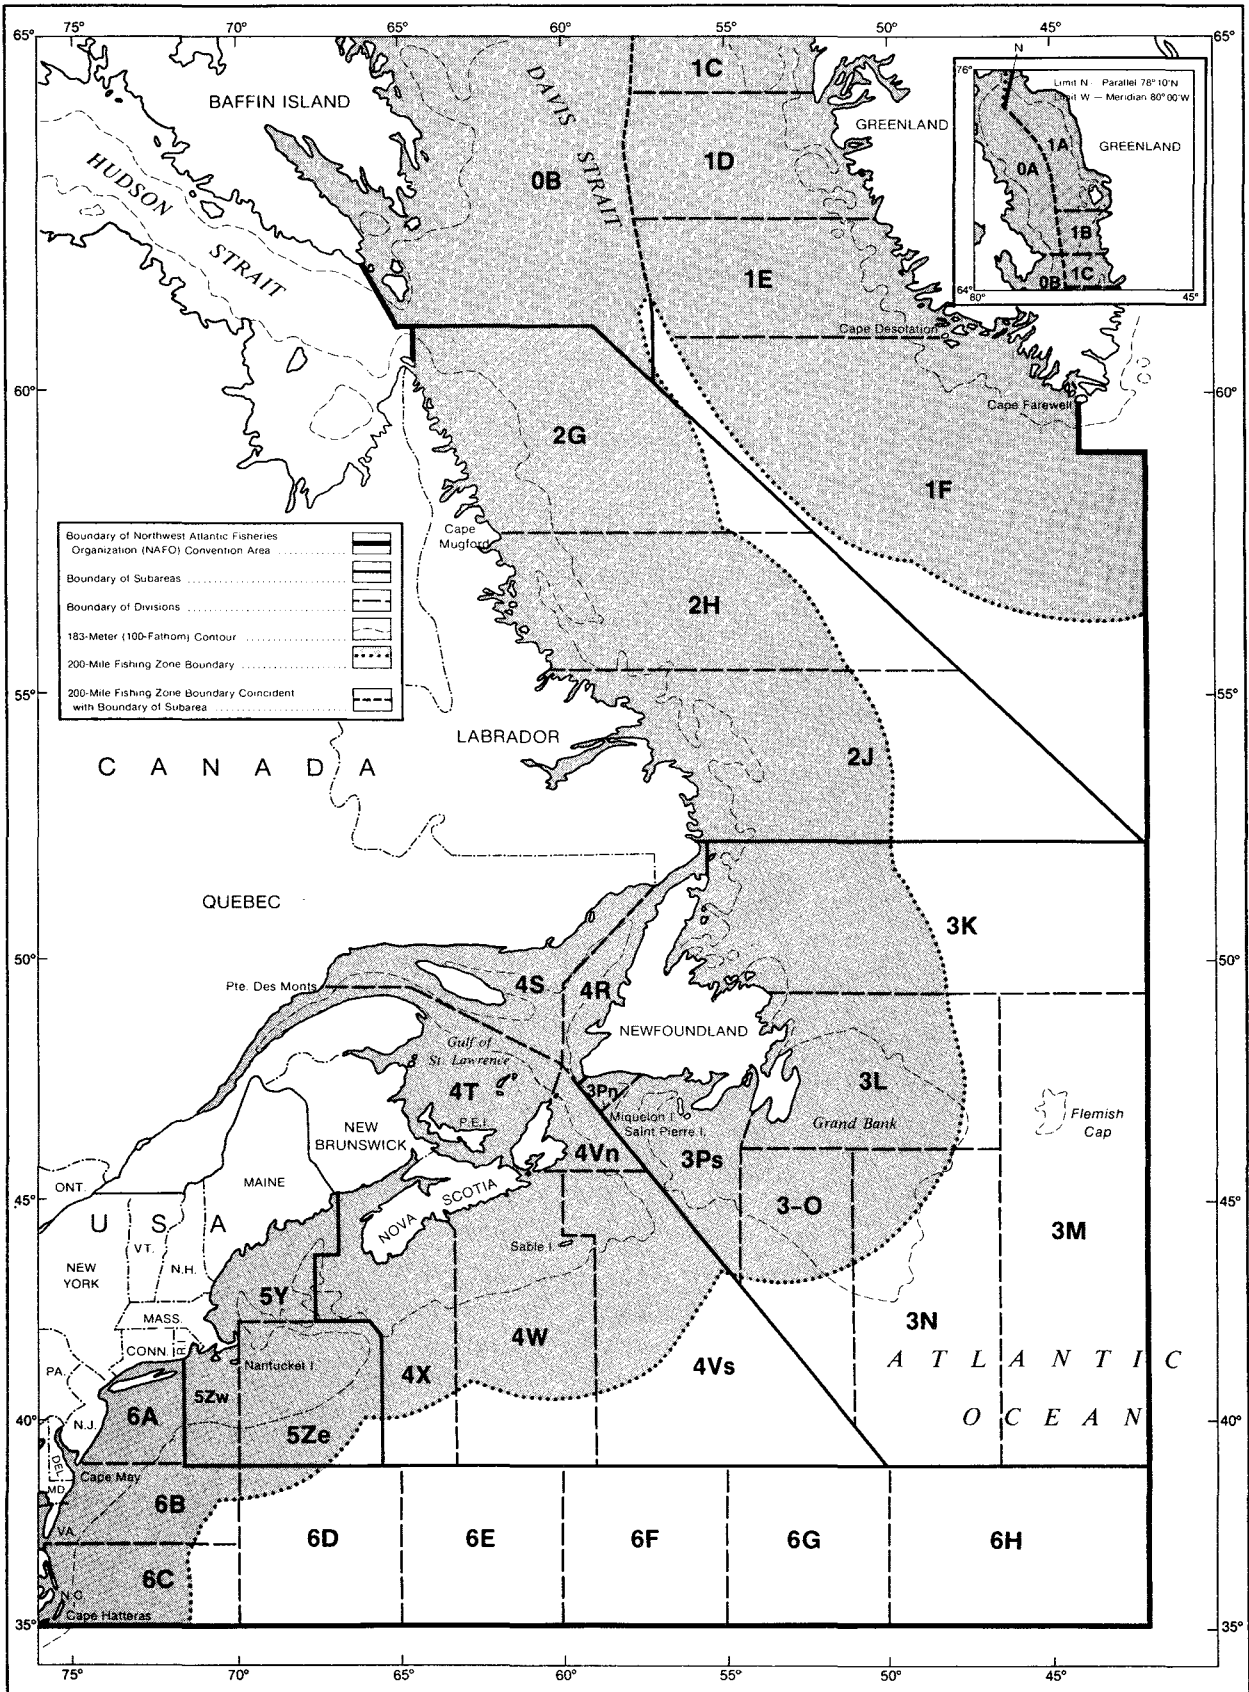 75° 70° 65° 60° 55° 50° 45°
65° 65°
BAFFIN ISLAND
DAVIS
STRAIT
HUDSON
STRAIT
0B
1C
1D
1E
GREENLAND
N
76°
Limit N - Parallel 78°10'N
Limit W — Meridian 80°00'W
1A
0A
GREENLAND
1B
1C
0B
64°
80° 45°
Cape Desolation
60° 60°
Cape Farewell
2G
1F
Cape
Mugford
Boundary of Northwest Atlantic Fisheries
Organization (NAFO) Convention Area
Boundary of Subareas
Boundary of Divisions
183-Meter (100-Fathom) Contour
200-Mile Fishing Zone Boundary
200-Mile Fishing Zone Boundary Coincident
with Boundary of Subarea
2H
55° 55°
LABRADOR
2J
CANADA
QUEBEC
3K
50° 50°
Pte. Des Monts
4S
4R
NEWFOUNDLAND
Gulf of
St. Lawrence
4T
3Pn
3L
Miquelon I.
Saint Pierre I.
Grand Bank
Flemish
Cap
P.E.I.
NEW
BRUNSWICK
4Vn
3Ps
ONT.
MAINE
45° 45°
NOVA SCOTIA
3-O
3M
U S A
VT.
N.H.
NEW
YORK
Sable I.
5Y
MASS.
4W
3N
CONN.
R.I.
Nantucket I.
PA.
4X
4Vs
ATLANTIC
OCEAN
5Zw
6A
N.J.
5Ze
40° 40°
DEL.
Cape May
MD.
6B
VA.
6D
6E
6F
6G
6H
6C
N.C.
Cape Hatteras
35° 35°
75° 70° 65° 60° 55° 50° 45°